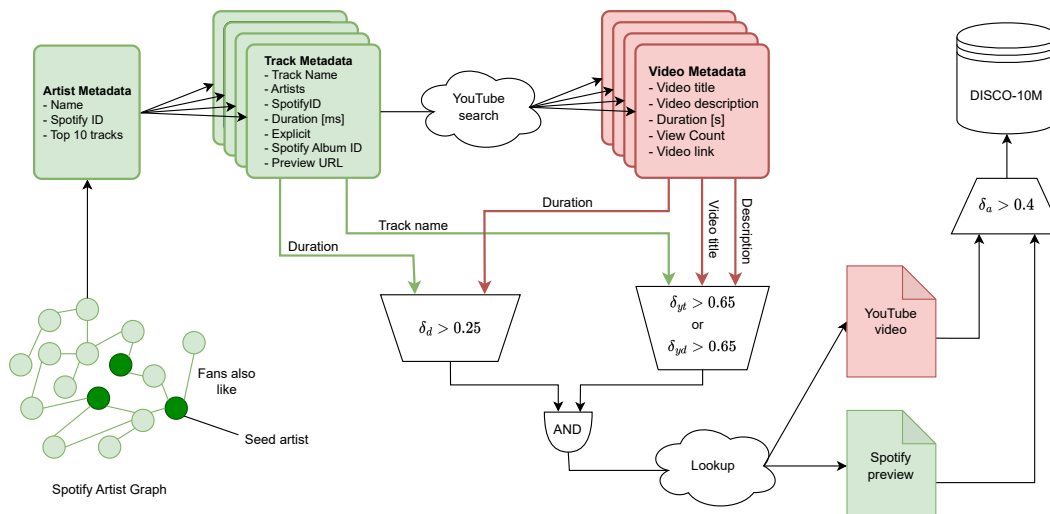 Artist Metadata
- Name
- Spotify ID
- Top 10 tracks
Track Metadata
- Track Name
- Artists
- SpotifyID
- Duration [ms]
- Explicit
- Spotify Album ID
- Preview URL
YouTube
search
Video Metadata
- Video title
- Video description
- Duration [s]
- View Count
- Video link
DISCO-10M
δₐ > 0.4
Duration
Track name
Duration
Video title
Description
δ_d > 0.25
δ_yt > 0.65
or
δ_yd > 0.65
AND
Lookup
YouTube
video
Spotify
preview
Fans also
like
Seed artist
Spotify Artist Graph